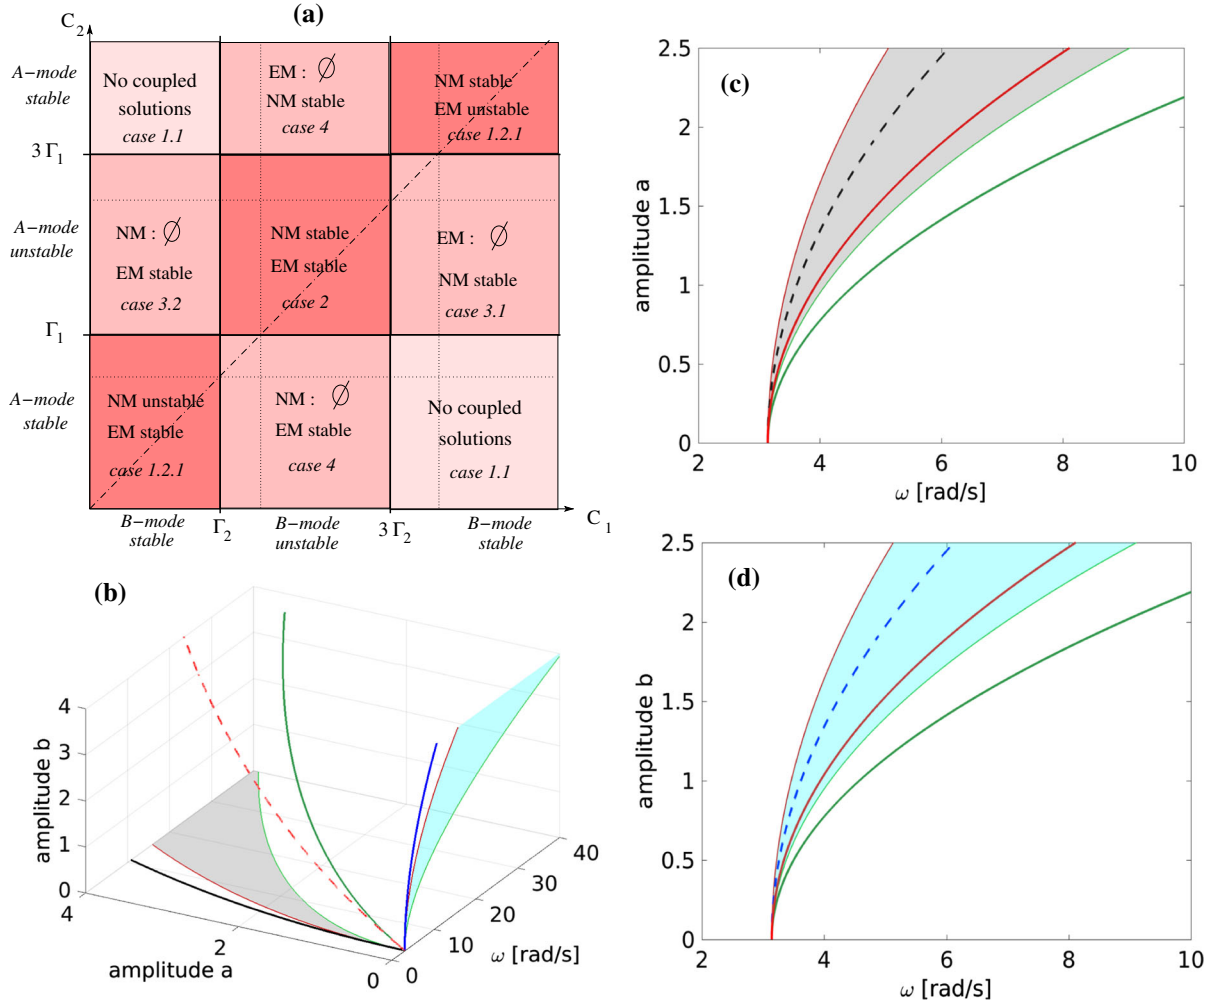 (a)
C2
A−mode
stable
No coupled
solutions
case 1.1
EM : ∅
NM stable
case 4
NM stable
EM unstable
case 1.2.1
3 Γ1
A−mode
unstable
NM : ∅
EM stable
case 3.2
NM stable
EM stable
case 2
EM : ∅
NM stable
case 3.1
Γ1
A−mode
stable
NM unstable
EM stable
case 1.2.1
NM : ∅
EM stable
case 4
No coupled
solutions
case 1.1
B−mode
stable
Γ2
B−mode
unstable
3 Γ2
B−mode
stable
C1
(b)
amplitude b
4
3
2
1
0
4
2
0
amplitude a
0
10
20
30
40
ω [rad/s]
(c)
amplitude a
2.5
2
1.5
1
0.5
0
2
4
6
8
10
ω [rad/s]
(d)
amplitude b
2.5
2
1.5
1
0.5
0
2
4
6
8
10
ω [rad/s]